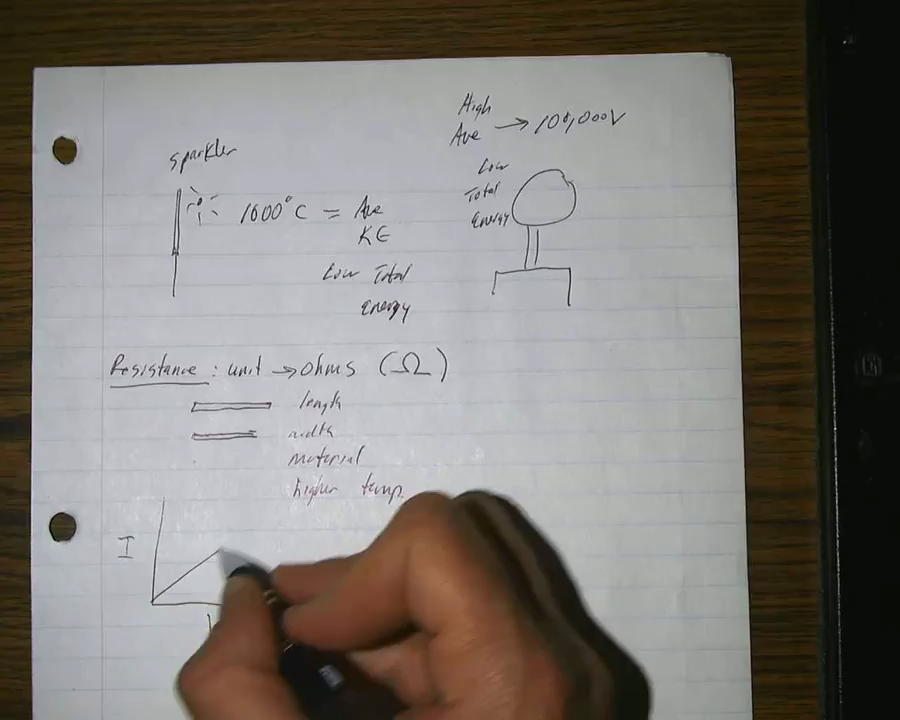 High
Ave → 100,000V
sparkler
Low
Total
Energy
1600°C = Ave
KE
Low Total
Energy
Resistance: unit → ohms (Ω)
length
width
material
higher temp.
I